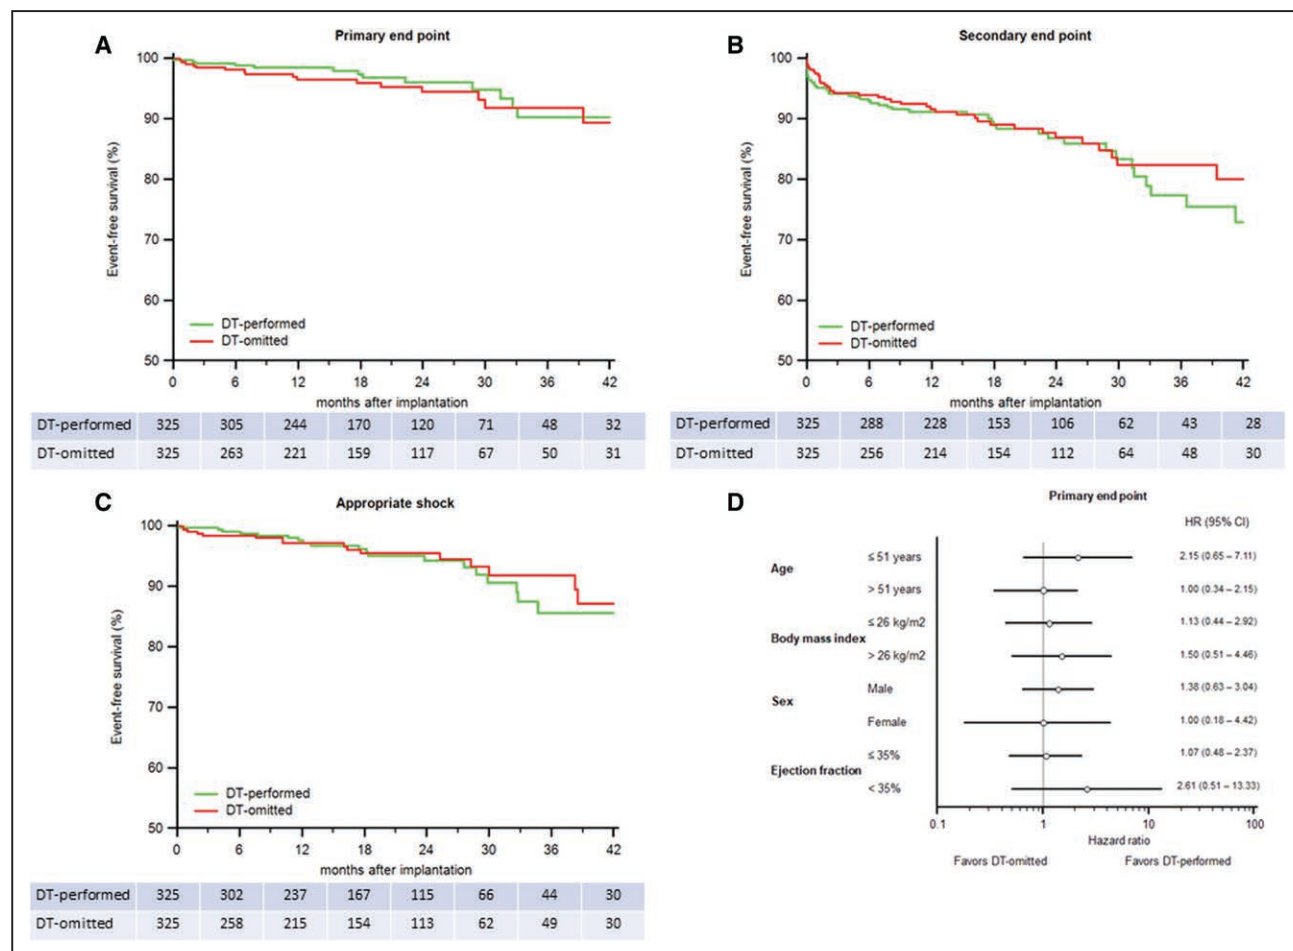 A
Primary end point
Event-free survival (%)
100
90
80
70
60
50
DT-performed
DT-omitted
0 6 12 18 24 30 36 42
months after implantation
DT-performed 325 305 244 170 120 71 48 32
DT-omitted 325 263 221 159 117 67 50 31
B
Secondary end point
Event-free survival (%)
100
90
80
70
60
50
DT-performed
DT-omitted
0 6 12 18 24 30 36 42
months after implantation
DT-performed 325 288 228 153 106 62 43 28
DT-omitted 325 256 214 154 112 64 48 30
C
Appropriate shock
Event-free survival (%)
100
90
80
70
60
50
DT-performed
DT-omitted
0 6 12 18 24 30 36 42
months after implantation
DT-performed 325 302 237 167 115 66 44 30
DT-omitted 325 258 215 154 113 62 49 30
D
Primary end point
HR (95% CI)
Age
≤ 51 years 2.15 (0.65 – 7.11)
> 51 years 1.00 (0.34 – 2.15)
Body mass index
≤ 26 kg/m2 1.13 (0.44 – 2.92)
> 26 kg/m2 1.50 (0.51 – 4.46)
Sex
Male 1.38 (0.63 – 3.04)
Female 1.00 (0.18 – 4.42)
Ejection fraction
≤ 35% 1.07 (0.48 – 2.37)
< 35% 2.61 (0.51 – 13.33)
0.1 1 10 100
Hazard ratio
Favors DT-omitted Favors DT-performed